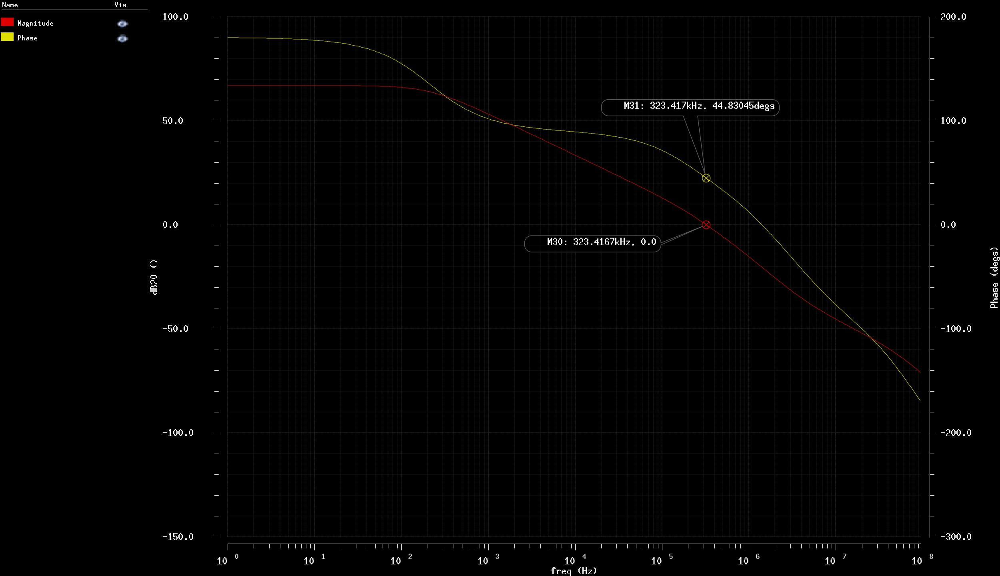 Name Vis
Magnitude
Phase
100.0
50.0
0.0
-50.0
-100.0
-150.0
dB20 ()
M31: 323.417kHz, 44.83045degs
M30: 323.4167kHz, 0.0
200.0
100.0
0.0
-100.0
-200.0
-300.0
Phase (degs)
10 0 10 1 10 2 10 3 10 4 10 5 10 6 10 7 10 8
freq (Hz)